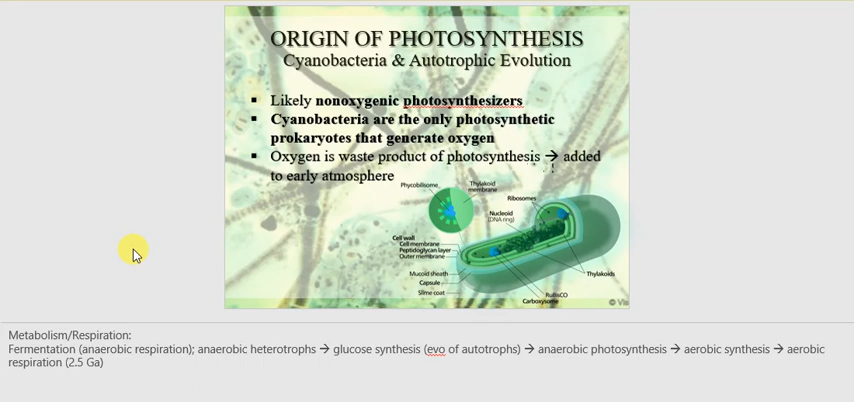 ORIGIN OF PHOTOSYNTHESIS
Cyanobacteria & Autotrophic Evolution
▪ Likely nonoxygenic photosynthesizers
▪ Cyanobacteria are the only photosynthetic
prokaryotes that generate oxygen
▪ Oxygen is waste product of photosynthesis → added
to early atmosphere
Phycobilisome
Thylakoid
membrane
Ribosomes
Nucleoid
(DNA ring)
Cell wall
Cell membrane
Peptidoglycan layer
Outer membrane
Mucoid sheath
Capsule
Slime coat
Thylakoids
RullsCO
Carboxysome
© Vis
Metabolism/Respiration:
Fermentation (anaerobic respiration); anaerobic heterotrophs → glucose synthesis (evo of autotrophs) → anaerobic photosynthesis → aerobic synthesis → aerobic
respiration (2.5 Ga)